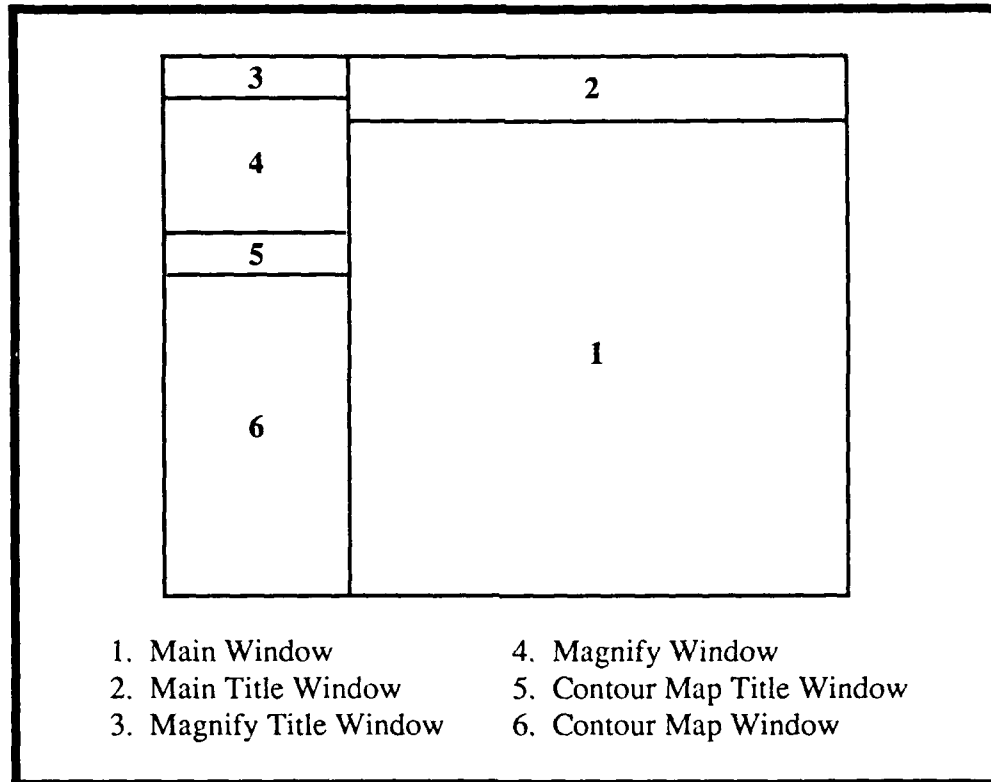 3
2
4
5
1
6
1. Main Window
2. Main Title Window
3. Magnify Title Window
4. Magnify Window
5. Contour Map Title Window
6. Contour Map Window